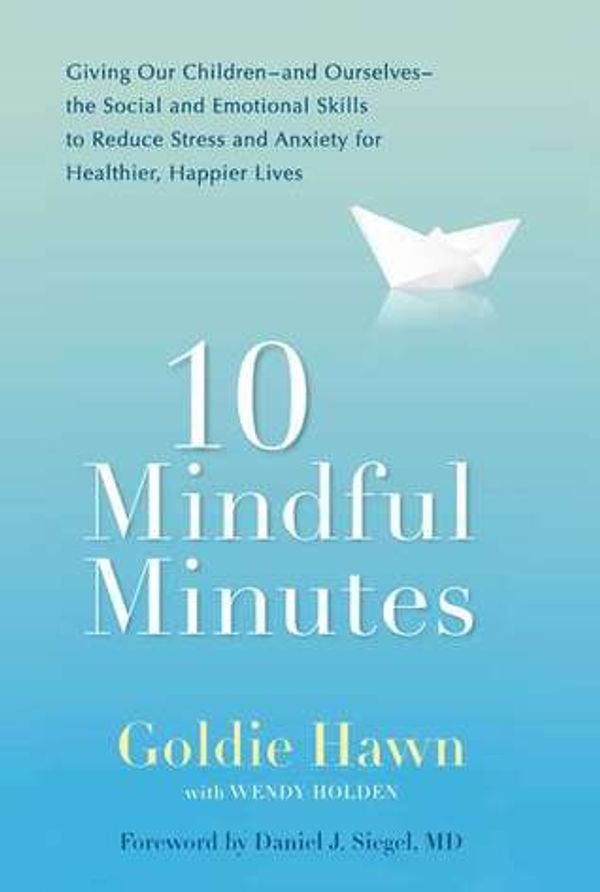 Giving Our Children–and Ourselves–
the Social and Emotional Skills
to Reduce Stress and Anxiety for
Healthier, Happier Lives
10
Mindful
Minutes
Goldie Hawn
with WENDY HOLDEN
Foreword by Daniel J. Siegel, MD